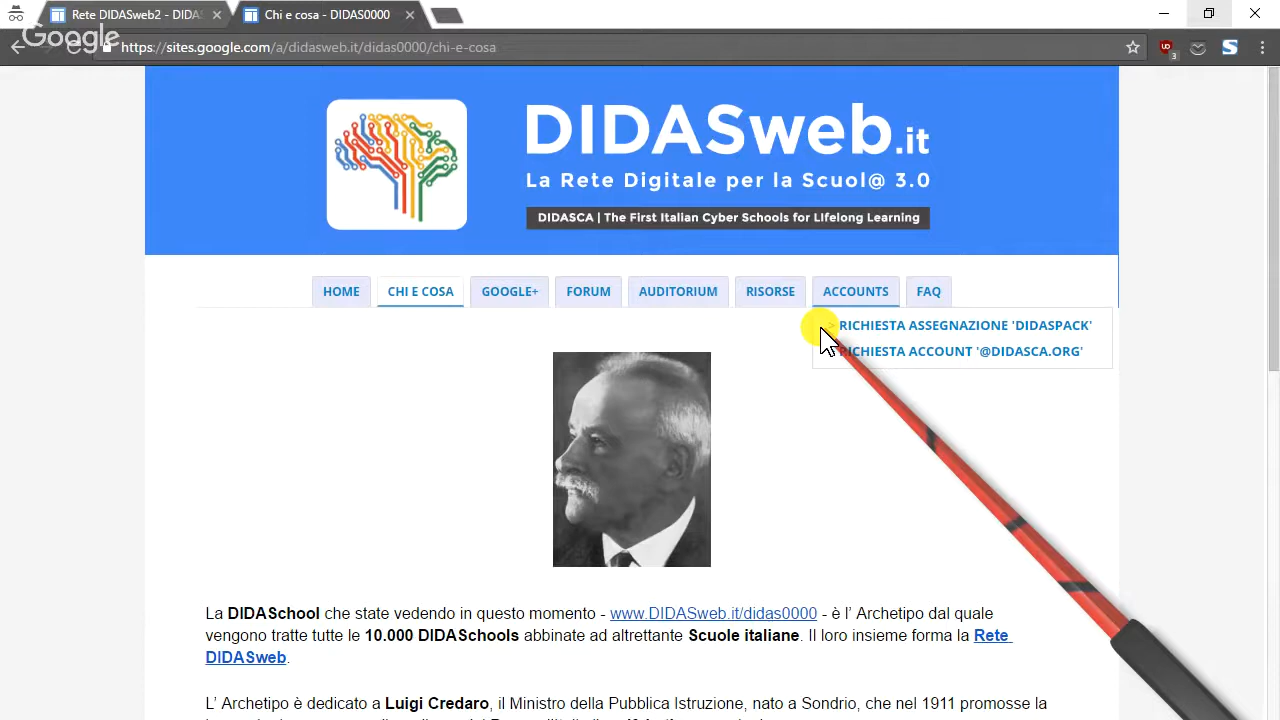 Rete DIDASweb2 - DIDA
Chi e cosa - DIDAS0000
Google
https://sites.google.com/a/didasweb.it/didas0000/chi-e-cosa
3
DIDASweb.it
La Rete Digitale per la Scuol@ 3.0
DIDASCA | The First Italian Cyber Schools for LIfelong Learning
HOME CHI E COSA GOOGLE+ FORUM AUDITORIUM RISORSE ACCOUNTS FAQ
> RICHIESTA ASSEGNAZIONE 'DIDASPACK'
RICHIESTA ACCOUNT '@DIDASCA.ORG'
La DIDASchool che state vedendo in questo momento - www.DIDASweb.it/didas0000 - è l’ Archetipo dal quale
vengono tratte tutte le 10.000 DIDASchools abbinate ad altrettante Scuole italiane. Il loro insieme forma la Rete
DIDASweb.
L’ Archetipo è dedicato a Luigi Credaro, il Ministro della Pubblica Istruzione, nato a Sondrio, che nel 1911 promosse la